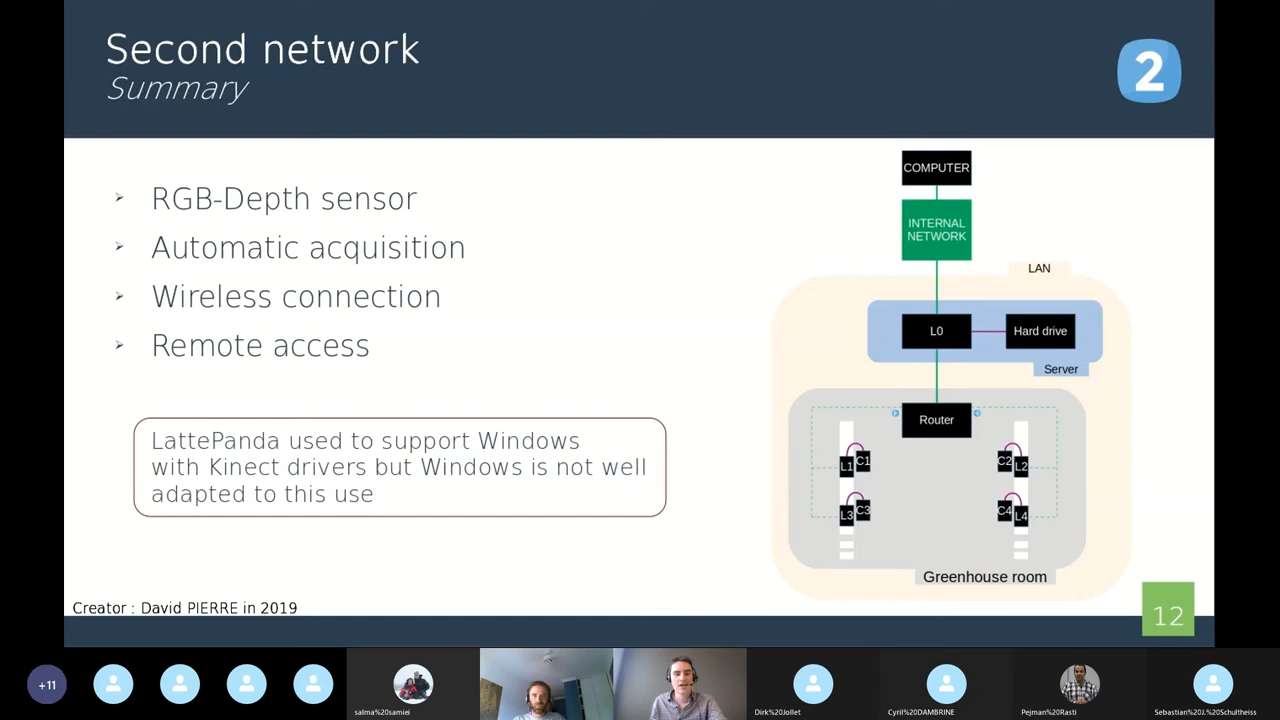 Second network
Summary
2
RGB-Depth sensor
Automatic acquisition
Wireless connection
Remote access
LattePanda used to support Windows
with Kinect drivers but Windows is not well
adapted to this use
COMPUTER
INTERNAL
NETWORK
LAN
L0
Hard drive
Server
Router
L1
C1
C2
L2
L3
C3
C4
L4
Greenhouse room
Creator : David PIERRE in 2019
12
+11
salma%20samiei
Dirk%20Jollet
Cyril%20DAMBRINE
Pejman%20Rasti
Sebastian%20J.%20Schultheiss